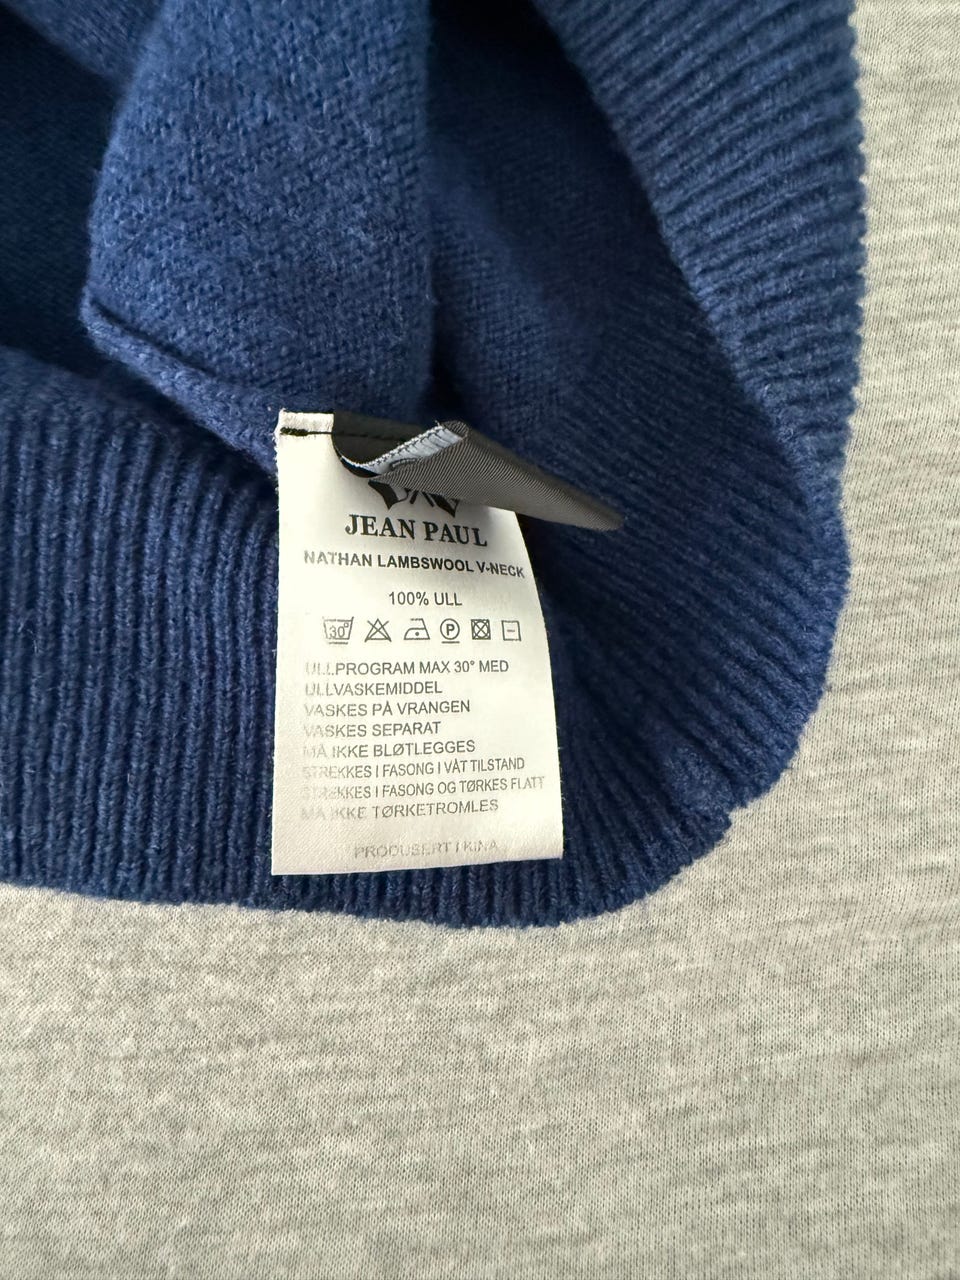 JEAN PAUL
NATHAN LAMBSWOOL V-NECK
100% ULL
30°
P
ULLPROGRAM MAX 30° MED
ULLVASKEMIDDEL
VASKES PÅ VRANGEN
VASKES SEPARAT
MÅ IKKE BLØTLEGGES
STREKKES I FASONG I VÅT TILSTAND
STREKKES I FASONG OG TØRKES FLATT
MÅ IKKE TØRKETROMLES
PRODUSERT I KINA